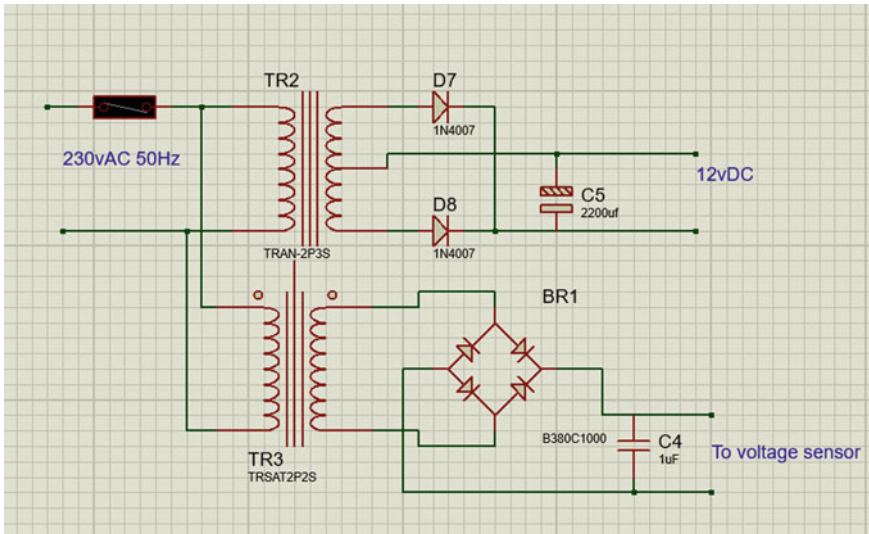 TR2
D7
1N4007
230vAC 50Hz
12vDC
C5
2200uf
D8
1N4007
TRAN-2P3S
BR1
B380C1000
C4
1uF
To voltage sensor
TR3
TRSAT2P2S